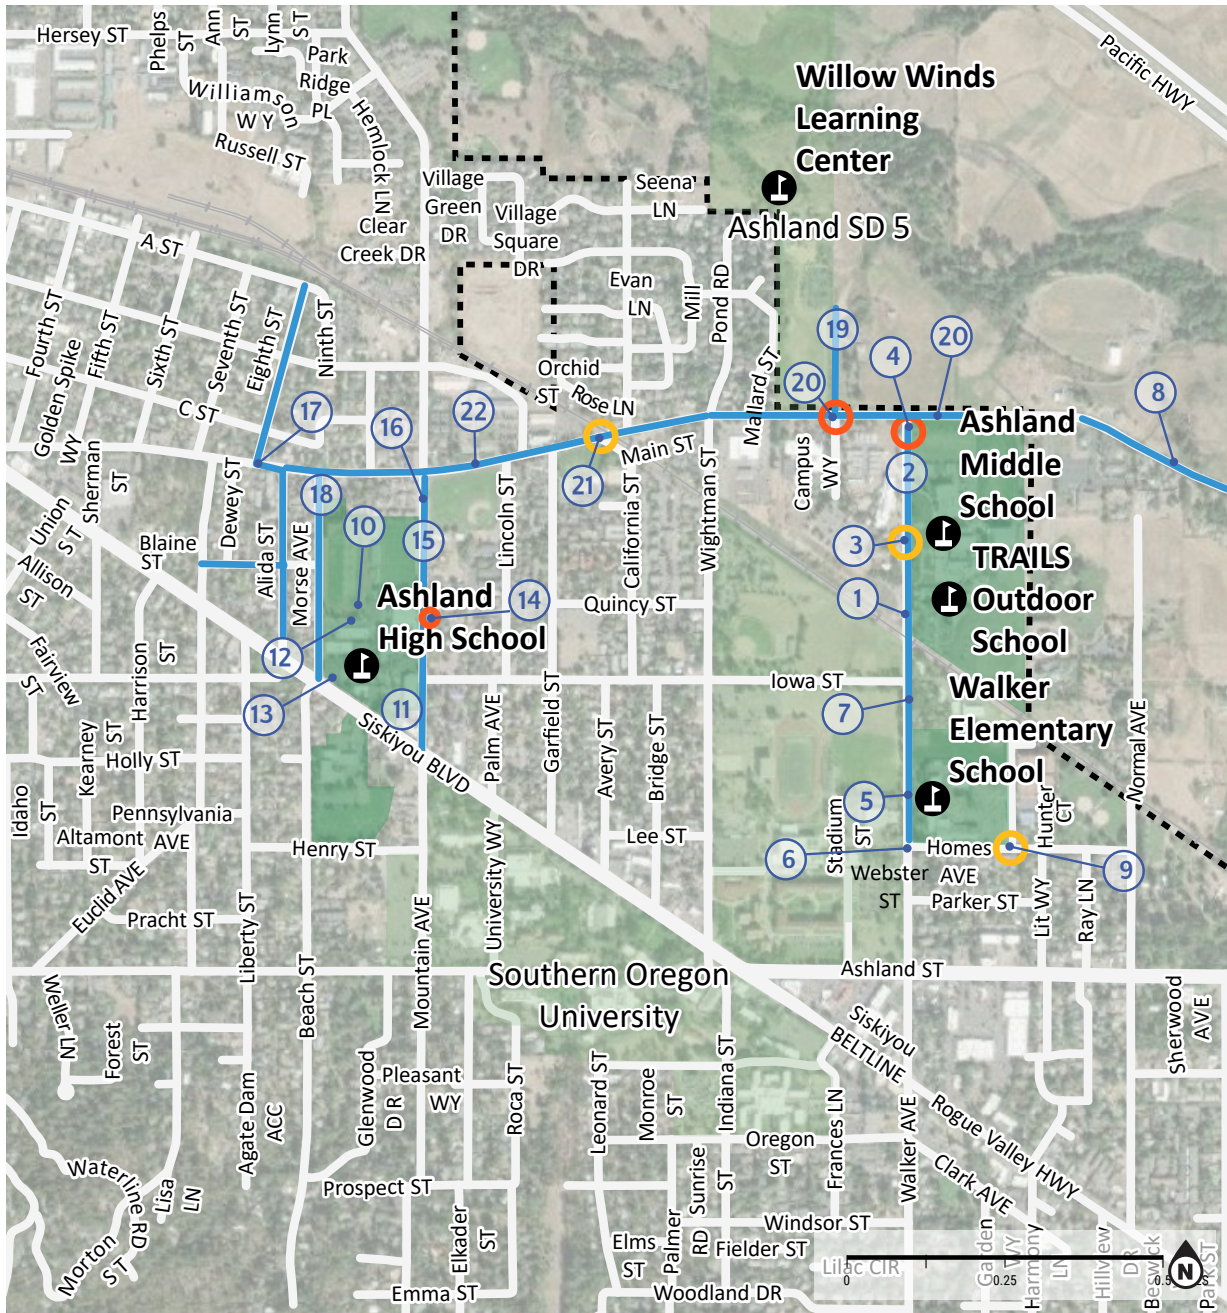 Hersey ST
Phelps
ST
Ann
ST
Lynn
ST
Park
Ridge
PL
Williamson
WY
Russell ST
Hemlock LN
Clear
Creek DR
Village
Green
DR
Village
Square
DR
Seena
LN
Willow Winds
Learning
Center
Ashland SD 5
Pacific HWY
A ST
Evan
LN
Mill
Pond RD
Orchid
ST
Rose LN
Fourth ST
Golden Spike
WY
Fifth ST
Sixth ST
Seventh ST
Eighth ST
Ninth ST
C ST
Mallard ST
19
20
4
20
8
17
16
22
21
Main ST
Campus
WY
2
Ashland
Middle
School
Sherman
ST
Union
ST
Dewey ST
18
10
15
Lincoln ST
California ST
Wightman ST
3
TRAILS
Outdoor
School
Allison
ST
Blaine
ST
Alida ST
Morse AVE
Ashland
High School
14
Quincy ST
1
Fairview
ST
Harrison
ST
12
13
11
Siskiyou BLVD
Iowa ST
7
Walker
Elementary
School
Kearney
ST
Holly ST
Idaho
ST
Pennsylvania
AVE
Altamont
ST
Palm AVE
Garfield ST
Avery ST
Bridge ST
Normal AVE
5
Stadium
ST
Hunter
CT
Lee ST
Henry ST
6
Homes
AVE
9
Webster
ST
Euclid AVE
Pracht ST
Liberty ST
Beach ST
Mountain AVE
University WY
Parker ST
Lit WY
Ray LN
Southern Oregon
University
Ashland ST
Weller LN
Forest
ST
Siskiyou
BELTLINE
Sherwood
AVE
Agate Dam
ACC
Glenwood
DR
Pleasant
WY
Roca ST
Leonard ST
Monroe
ST
Indiana ST
Frances LN
Walker AVE
Rogue Valley HWY
Oregon
ST
Clark AVE
Waterline RD
Lisa
LN
Prospect ST
Morton
ST
Elkader
ST
Emma ST
Elms
ST
Palmer
RD
Sunrise
ST
Windsor ST
Fielder ST
Woodland DR
Lilac CIR
Garden
WY
Harmony
LN
Hillview
DR
Beswick
Park ST
0
0.25
N